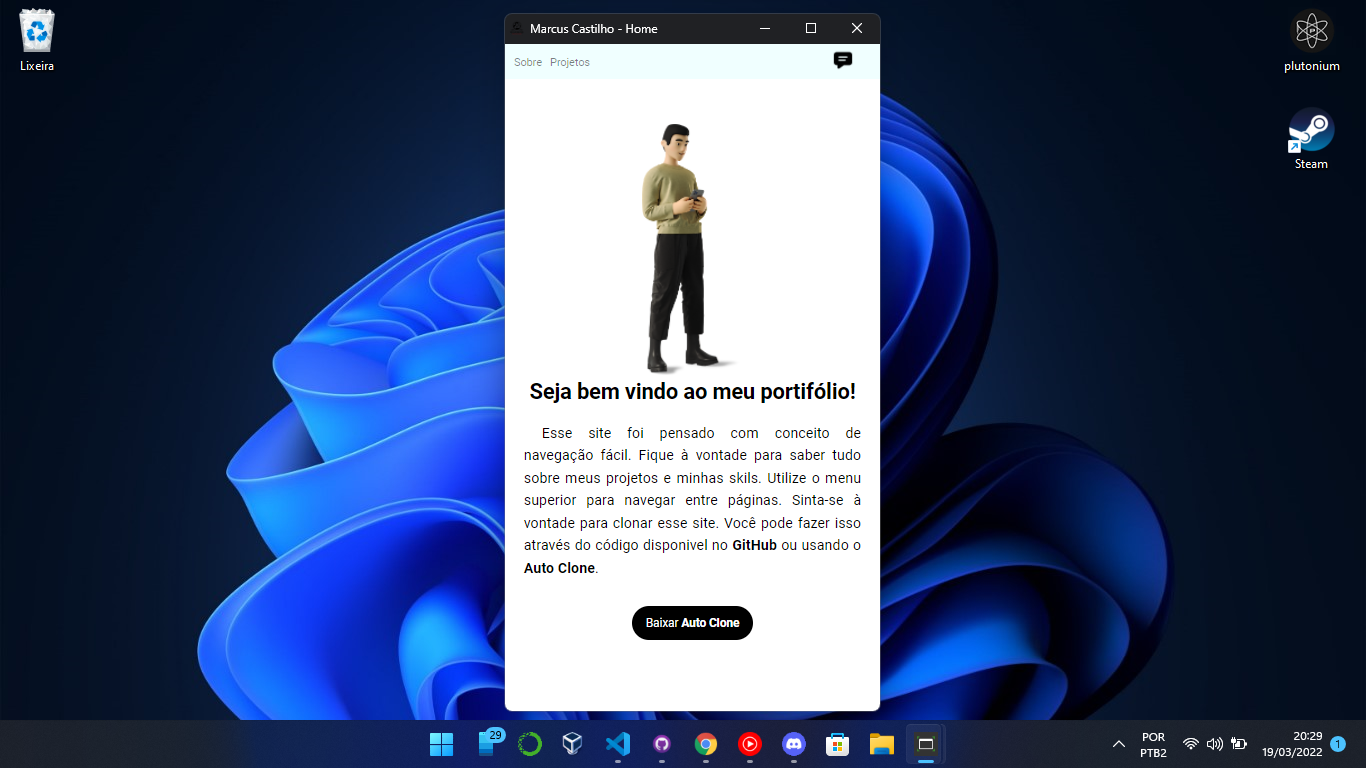 Lixeira
plutonium
Steam
Marcus Castilho - Home
Sobre Projetos
Seja bem vindo ao meu portifólio!
Esse site foi pensado com conceito de
navegação fácil. Fique à vontade para saber tudo
sobre meus projetos e minhas skils. Utilize o menu
superior para navegar entre páginas. Sinta-se à
vontade para clonar esse site. Você pode fazer isso
através do código disponivel no GitHub ou usando o
Auto Clone.
Baixar Auto Clone
29
POR
PTB2
20:29
19/03/2022
1